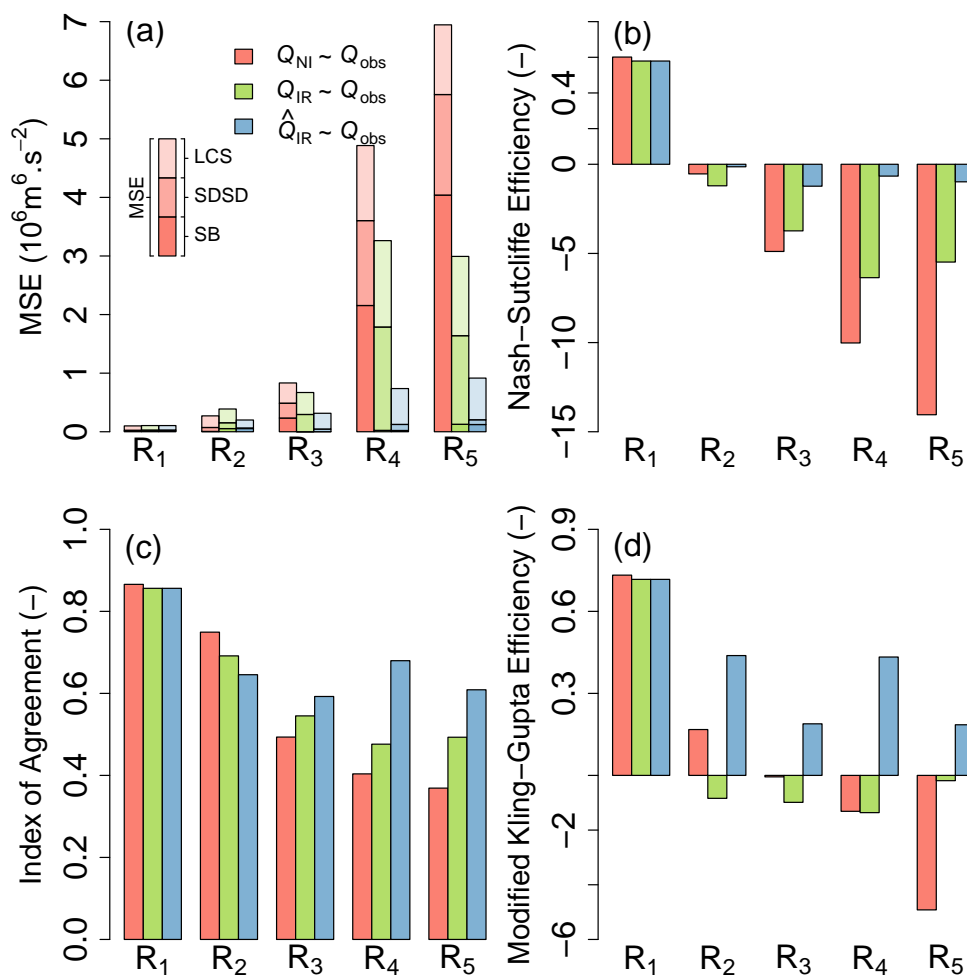 (a)
Q_NI ~ Q_obs
Q_IR ~ Q_obs
Q̂_IR ~ Q_obs
MSE
LCS
SDSD
SB
MSE (10⁶m⁶.s⁻²)
0 1 2 3 4 5 6 7
R₁ R₂ R₃ R₄ R₅
(b)
Nash−Sutcliffe Efficiency (−)
−15 −10 −5 0 0.4
R₁ R₂ R₃ R₄ R₅
(c)
Index of Agreement (−)
0.0 0.2 0.4 0.6 0.8 1.0
R₁ R₂ R₃ R₄ R₅
(d)
Modified Kling−Gupta Efficiency (−)
−6 −2 0.3 0.6 0.9
R₁ R₂ R₃ R₄ R₅